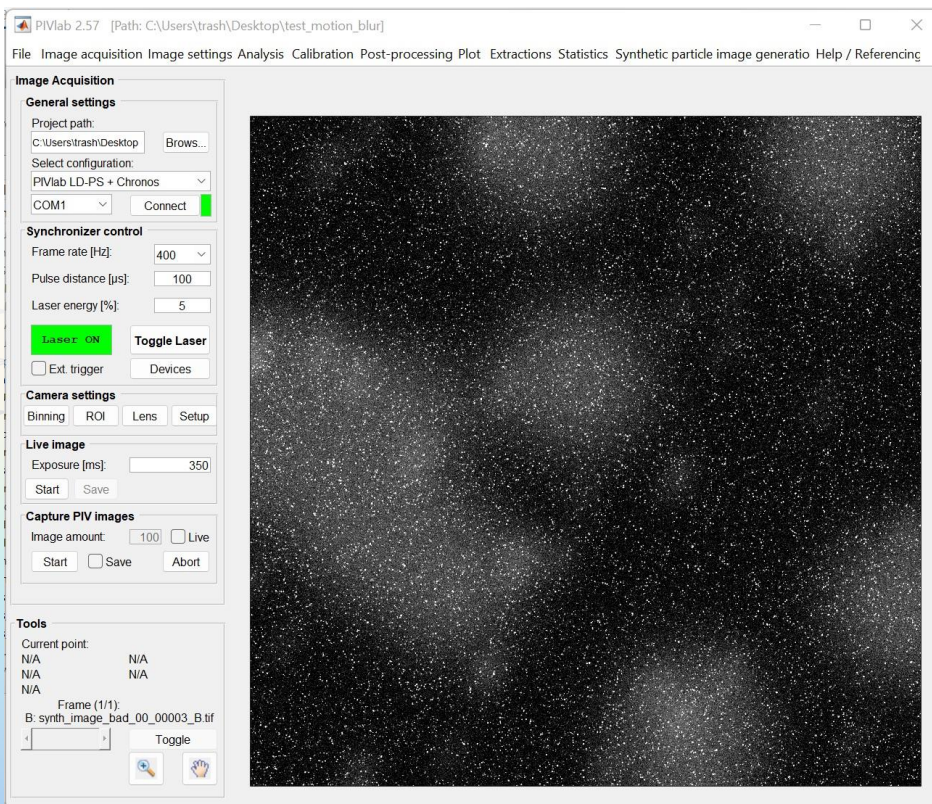 PIVlab 2.57 [Path: C:\Users\trash\Desktop\test_motion_blur]
File Image acquisition Image settings Analysis Calibration Post-processing Plot Extractions Statistics Synthetic particle image generatio Help / Referencing
Image Acquisition
General settings
Project path:
C:\Users\trash\Desktop Brows...
Select configuration:
PIVlab LD-PS + Chronos
COM1 Connect
Synchronizer control
Frame rate [Hz]: 400
Pulse distance [µs]: 100
Laser energy [%]: 5
Laser ON Toggle Laser
Ext. trigger Devices
Camera settings
Binning ROI Lens Setup
Live image
Exposure [ms]: 350
Start Save
Capture PIV images
Image amount: 100 Live
Start Save Abort
Tools
Current point:
N/A N/A
N/A N/A
N/A
Frame (1/1):
B: synth_image_bad_00_00003_B.tif
Toggle